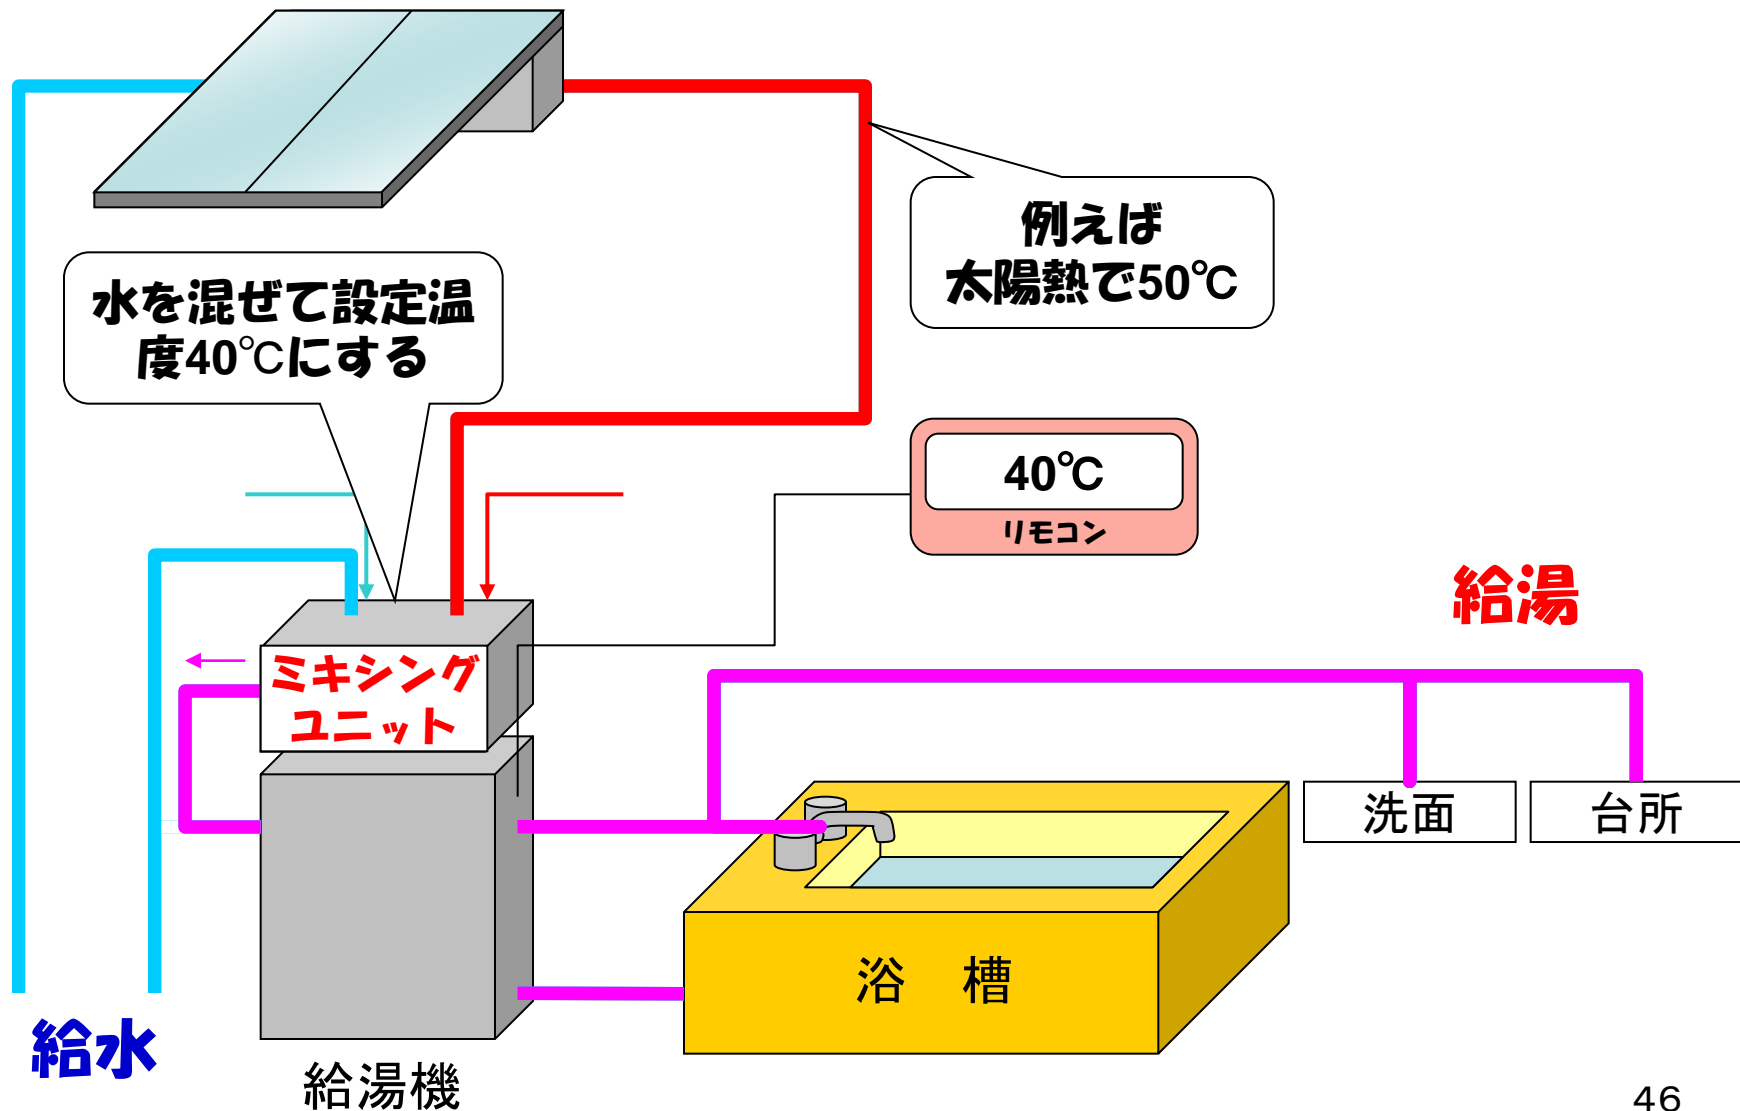 例えば
太陽熱で50℃
水を混ぜて設定温
度40℃にする
40℃
リモコン
給湯
ミキシング
ユニット
洗面
台所
浴　槽
給水
給湯機
46